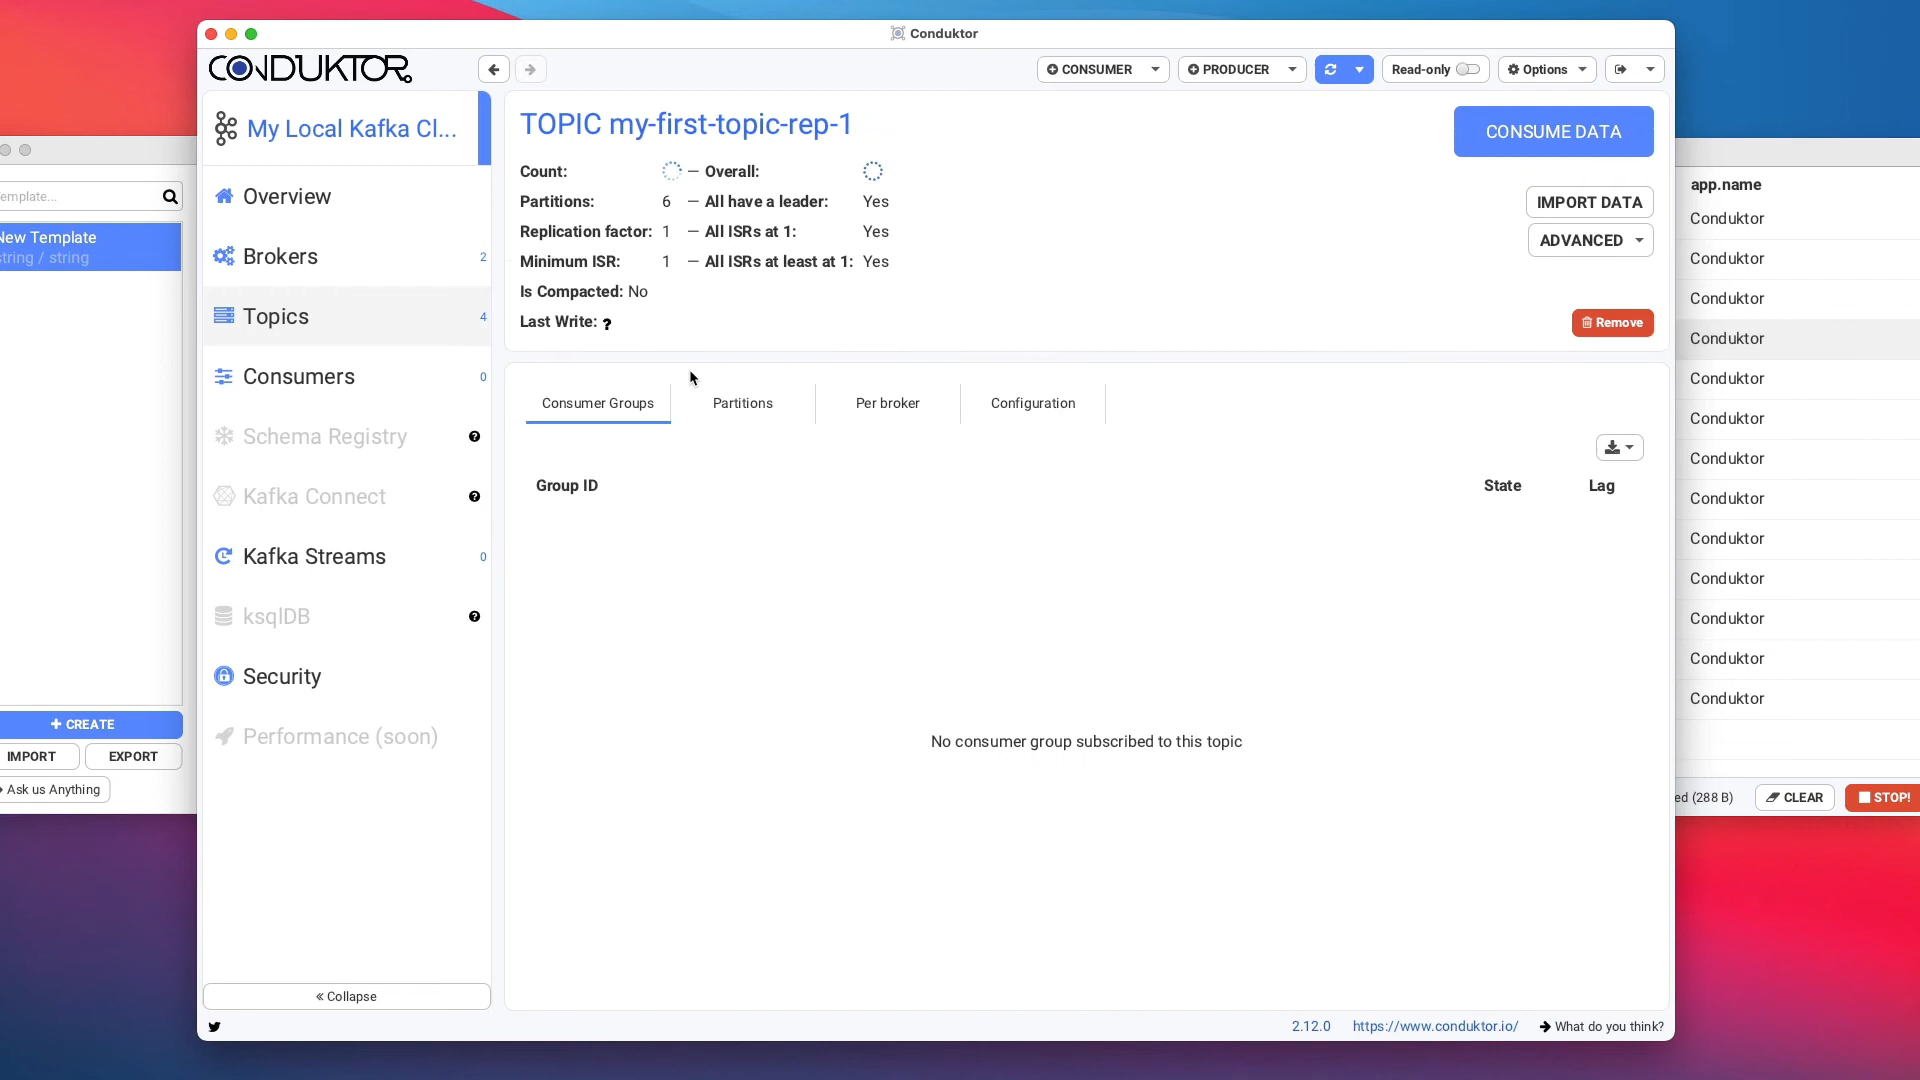 Conduktor
CONDUKTOR
CONSUMER
PRODUCER
Read-only
Options
My Local Kafka Cl...
Overview
Brokers 2
Topics 4
Consumers 0
Schema Registry ?
Kafka Connect ?
Kafka Streams 0
ksqlDB ?
Security
Performance (soon)
« Collapse
TOPIC my-first-topic-rep-1
CONSUME DATA
Count: — Overall:
Partitions: 6 — All have a leader: Yes
Replication factor: 1 — All ISRs at 1: Yes
Minimum ISR: 1 — All ISRs at least at 1: Yes
Is Compacted: No
Last Write: ?
IMPORT DATA
ADVANCED
Remove
Consumer Groups
Partitions
Per broker
Configuration
Group ID
State
Lag
No consumer group subscribed to this topic
2.12.0
https://www.conduktor.io/
What do you think?
emplate...
New Template
string / string
+ CREATE
IMPORT
EXPORT
Ask us Anything
app.name
Conduktor
Conduktor
Conduktor
Conduktor
Conduktor
Conduktor
Conduktor
Conduktor
Conduktor
Conduktor
Conduktor
Conduktor
Conduktor
ed (288 B)
CLEAR
STOP!